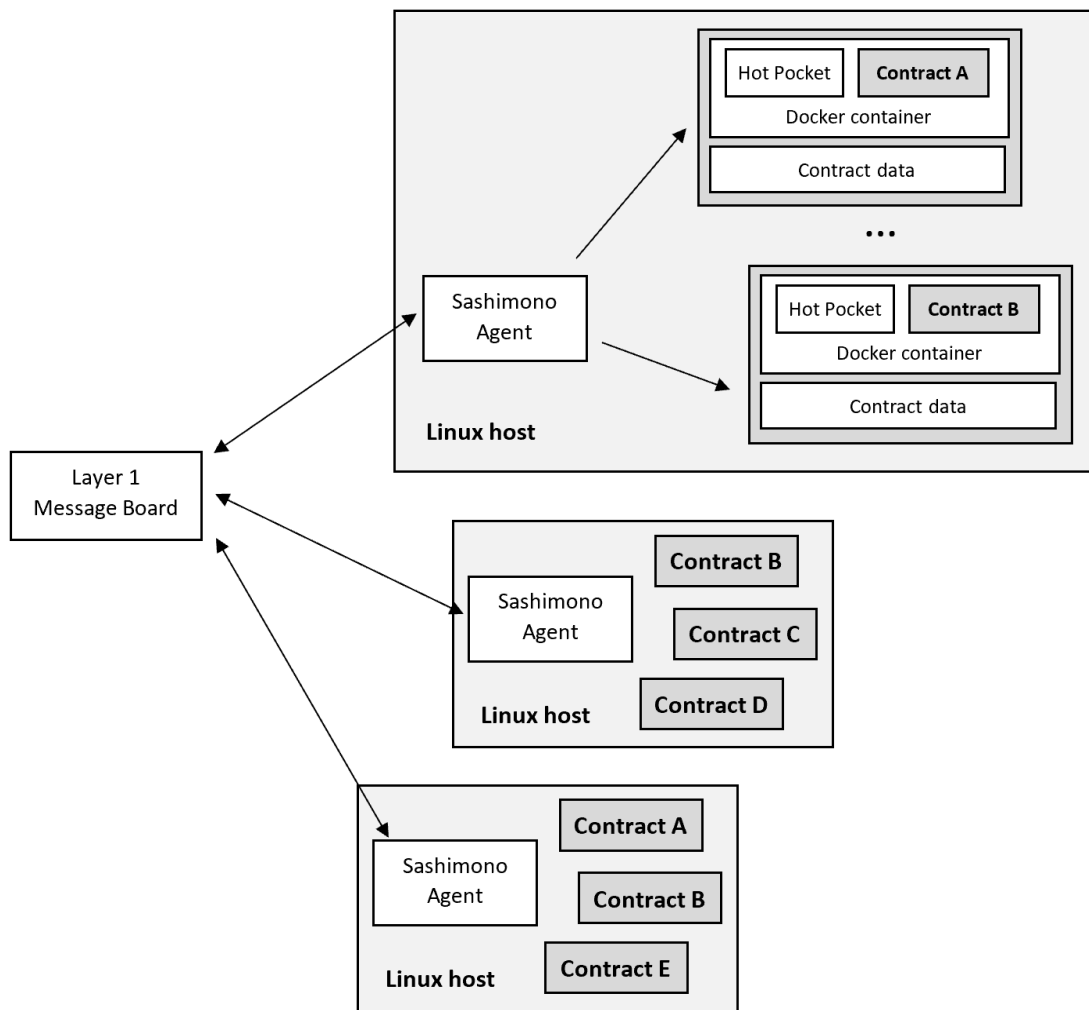 Hot Pocket
Contract A
Docker container
Contract data
...
Sashimono
Agent
Hot Pocket
Contract B
Docker container
Contract data
Linux host
Layer 1
Message Board
Contract B
Sashimono
Agent
Contract C
Contract D
Linux host
Contract A
Sashimono
Agent
Contract B
Contract E
Linux host